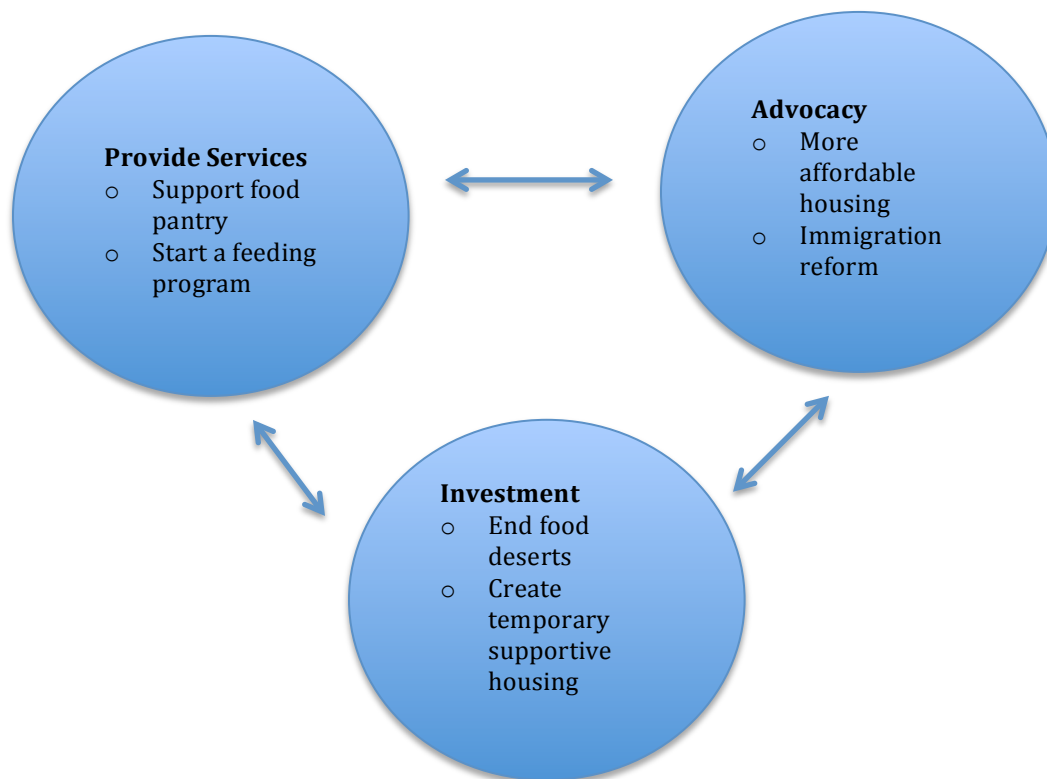 Provide Services
o Support food
pantry
o Start a feeding
program
Advocacy
o More
affordable
housing
o Immigration
reform
Investment
o End food
deserts
o Create
temporary
supportive
housing